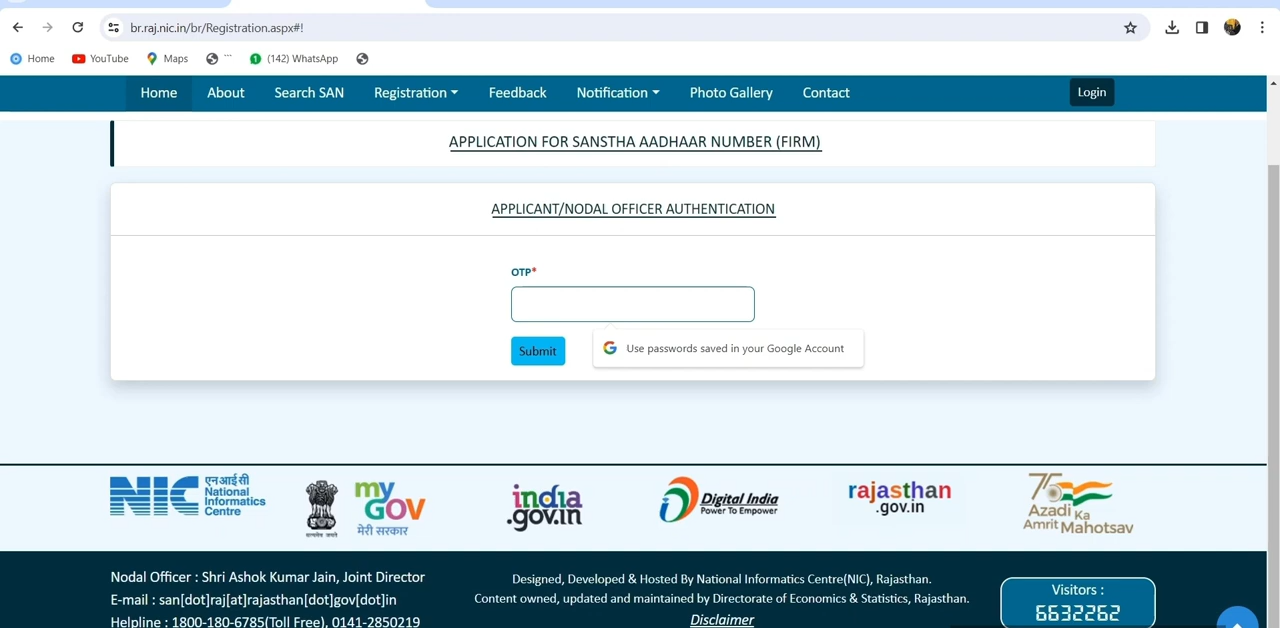 br.raj.nic.in/br/Registration.aspx#!
Home YouTube Maps (142) WhatsApp
Home About Search SAN Registration Feedback Notification Photo Gallery Contact Login
APPLICATION FOR SANSTHA AADHAAR NUMBER (FIRM)
APPLICANT/NODAL OFFICER AUTHENTICATION
OTP*
Submit
Use passwords saved in your Google Account
NIC एनआईसी National Informatics Centre
सत्यमेव जयते
my GOV मेरी सरकार
india .gov.in
Digital India Power To Empower
rajasthan .gov.in
75 Azadi Ka Amrit Mahotsav
Nodal Officer : Shri Ashok Kumar Jain, Joint Director
E-mail : san[dot]raj[at]rajasthan[dot]gov[dot]in
Helpline : 1800-180-6785(Toll Free), 0141-2850219
Designed, Developed & Hosted By National Informatics Centre(NIC), Rajasthan.
Content owned, updated and maintained by Directorate of Economics & Statistics, Rajasthan.
Disclaimer
Visitors :
6632262